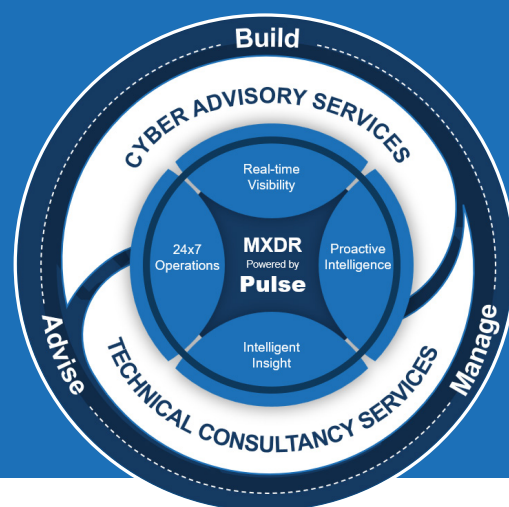 Build
CYBER ADVISORY SERVICES
Real-time
Visibility
24x7
Operations
MXDR
Powered by
Pulse
Proactive
Intelligence
Intelligent
Insight
Advise
Manage
TECHNICAL CONSULTANCY SERVICES